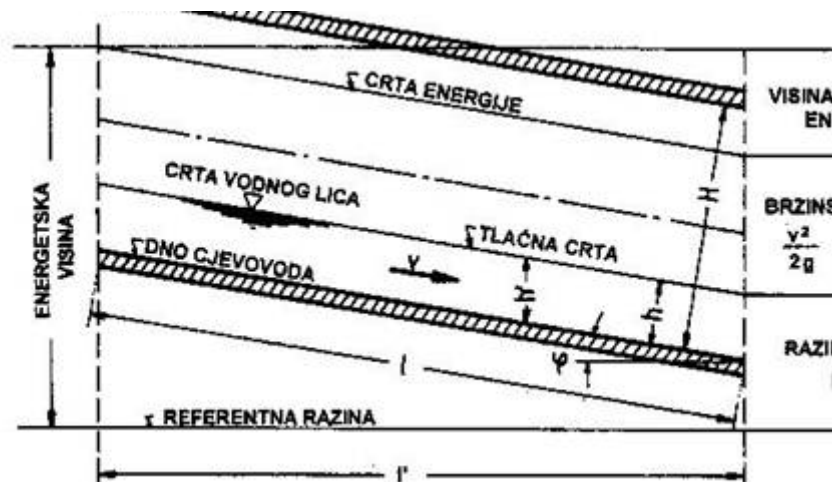 CRTA ENERGIJE
VISINA
EN
CRTA VODNOG LICA
ENERGETSKA
VISINA
H
BRZINS
v²
2g
TLAČNA CRTA
DNO CJEVOVODA
v
h'
h
φ
RAZI
l
REFERENTNA RAZINA
l'